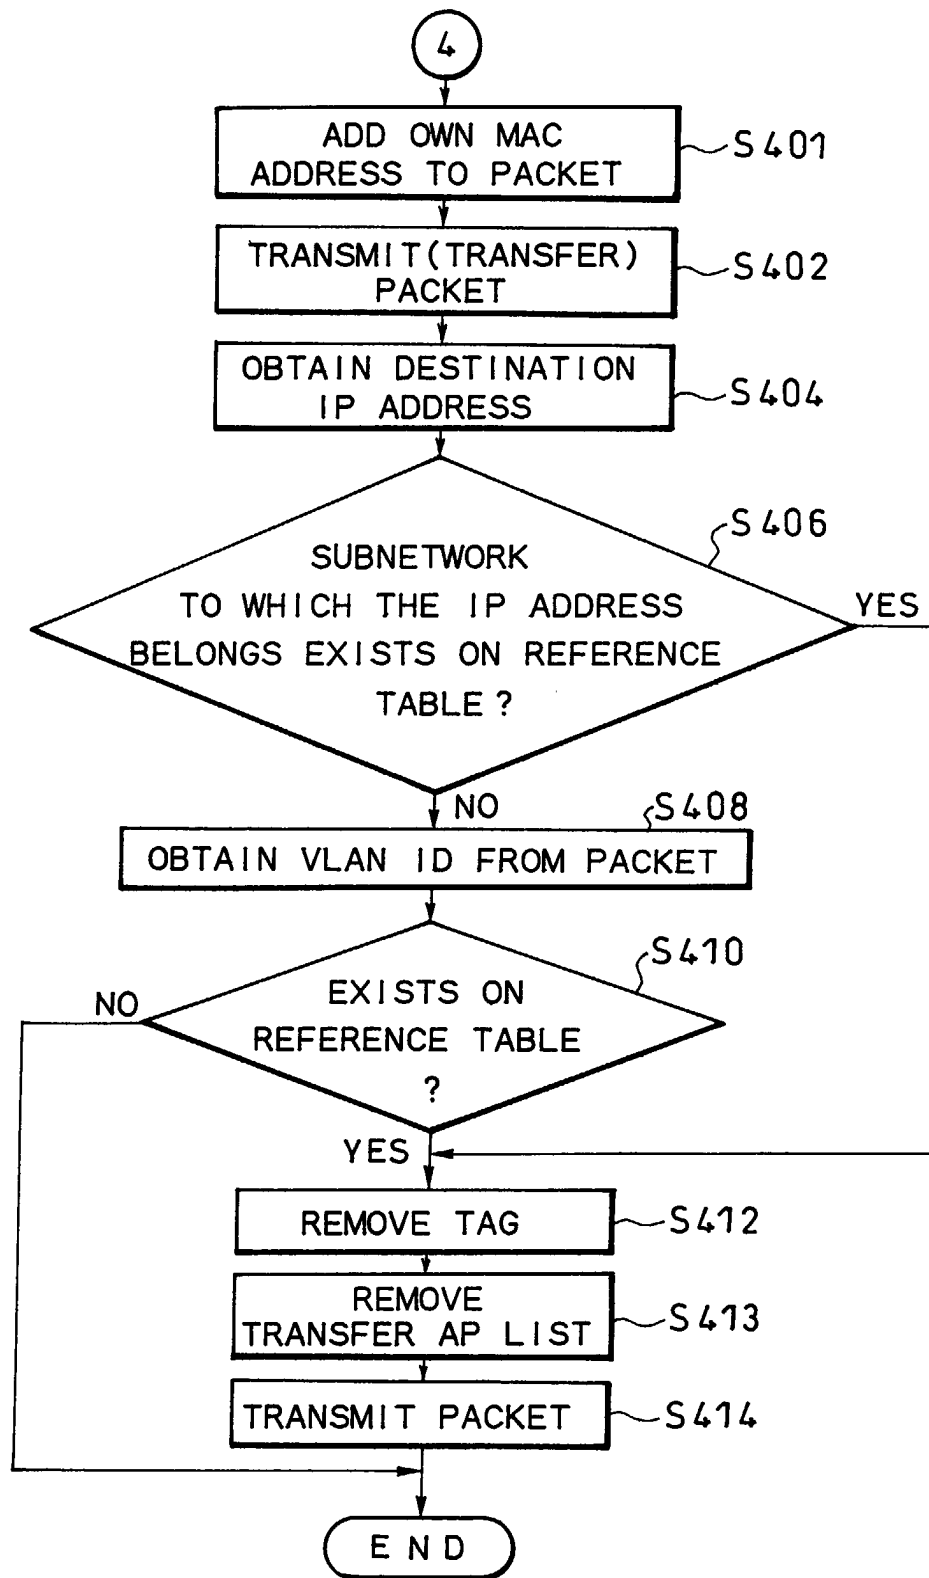 4
ADD OWN MAC
ADDRESS TO PACKET
S401
TRANSMIT(TRANSFER)
PACKET
S402
OBTAIN DESTINATION
IP ADDRESS
S404
S406
SUBNETWORK
TO WHICH THE IP ADDRESS
BELONGS EXISTS ON REFERENCE
TABLE?
YES
NO
S408
OBTAIN VLAN ID FROM PACKET
S410
NO
EXISTS ON
REFERENCE TABLE
?
YES
REMOVE TAG
S412
REMOVE
TRANSFER AP LIST
S413
TRANSMIT PACKET
S414
END